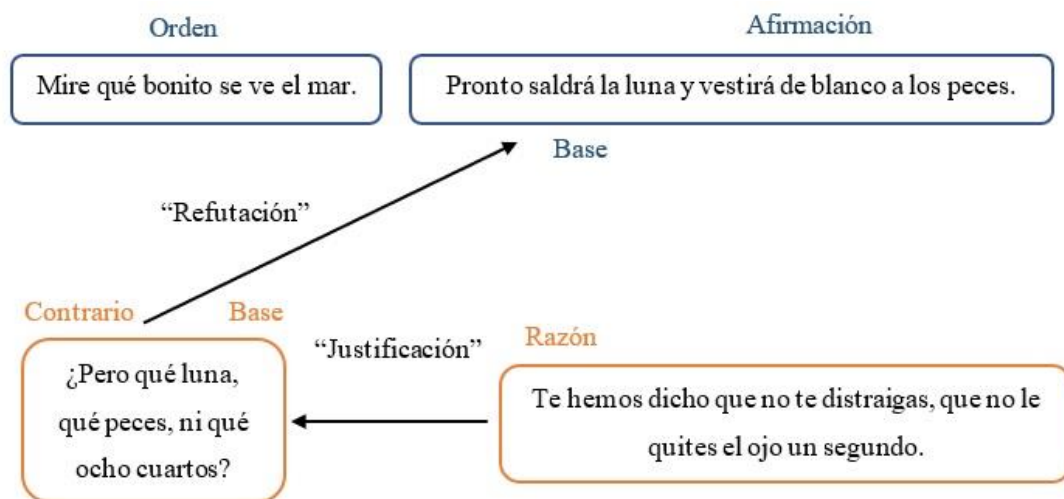 Orden
Afirmación
Mire qué bonito se ve el mar.
Pronto saldrá la luna y vestirá de blanco a los peces.
Base
“Refutación”
Contrario
Base
“Justificación”
Razón
¿Pero qué luna,
qué peces, ni qué
ocho cuartos?
Te hemos dicho que no te distraigas, que no le
quites el ojo un segundo.